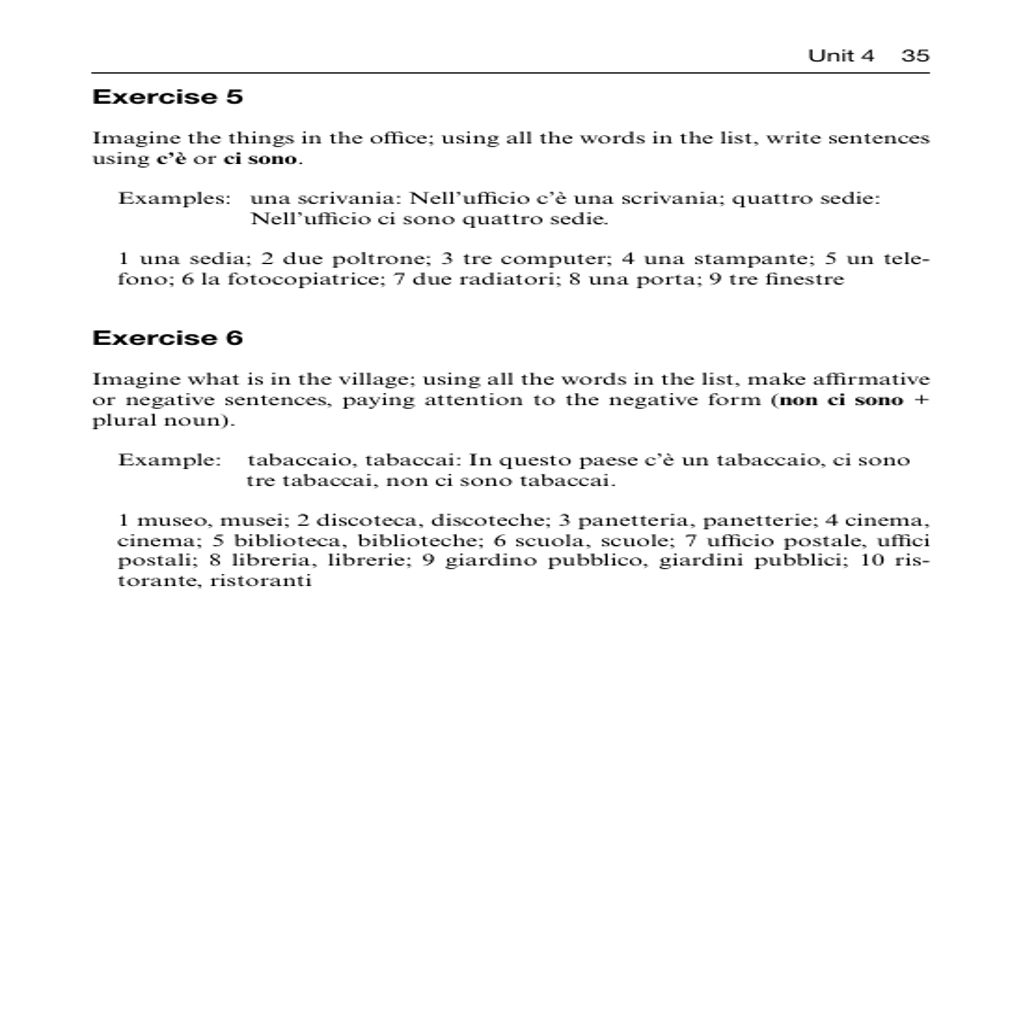 Unit 4 35
Exercise 5
Imagine the things in the office; using all the words in the list, write sentences
using c’è or ci sono.
Examples: una scrivania: Nell’ufficio c’è una scrivania; quattro sedie:
Nell’ufficio ci sono quattro sedie.
1 una sedia; 2 due poltrone; 3 tre computer; 4 una stampante; 5 un tele-
fono; 6 la fotocopiatrice; 7 due radiatori; 8 una porta; 9 tre finestre
Exercise 6
Imagine what is in the village; using all the words in the list, make affirmative
or negative sentences, paying attention to the negative form (non ci sono +
plural noun).
Example: tabaccaio, tabaccai: In questo paese c’è un tabaccaio, ci sono
tre tabaccai, non ci sono tabaccai.
1 museo, musei; 2 discoteca, discoteche; 3 panetteria, panetterie; 4 cinema,
cinema; 5 biblioteca, biblioteche; 6 scuola, scuole; 7 ufficio postale, uffici
postali; 8 libreria, librerie; 9 giardino pubblico, giardini pubblici; 10 ris-
torante, ristoranti